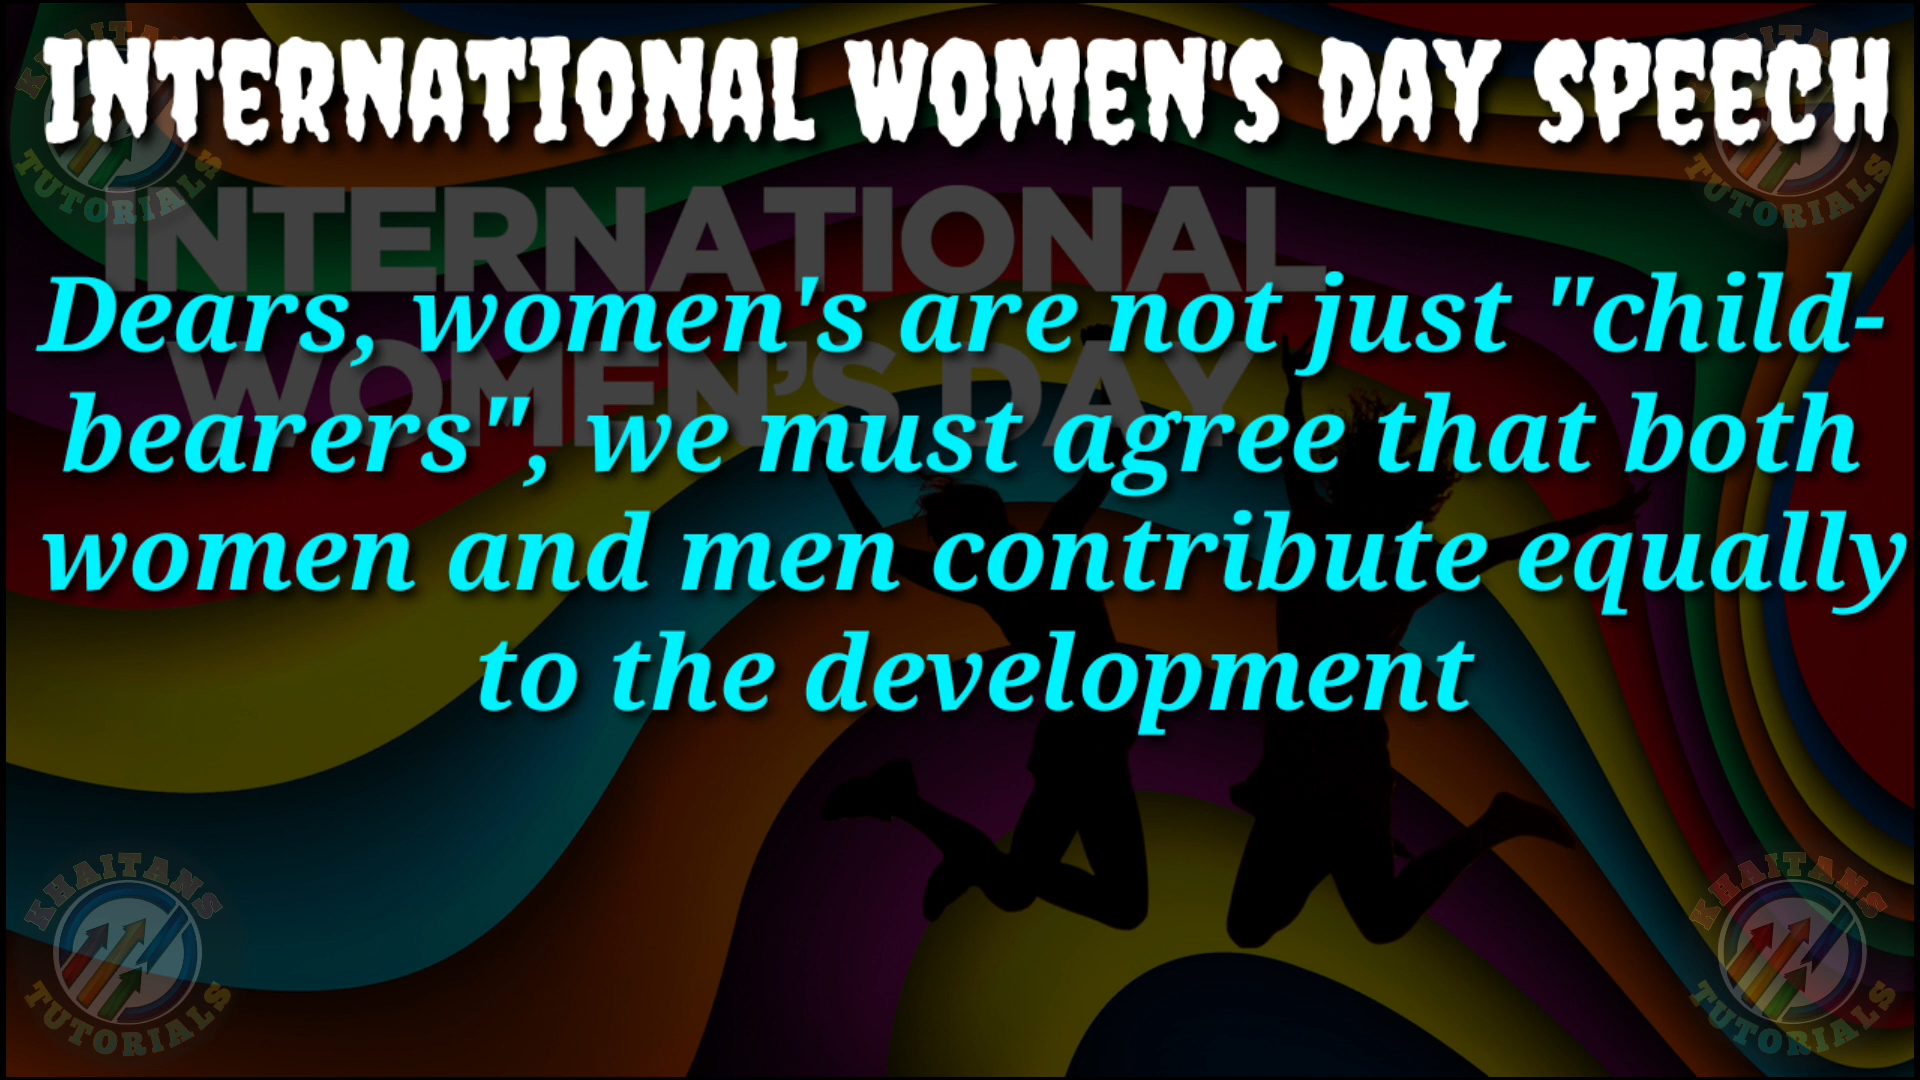 INTERNATIONAL WOMEN'S DAY SPEECH
INTERNATIONAL
WOMEN'S DAY
Dears, women's are not just "child-
bearers", we must agree that both
women and men contribute equally
to the development
KHAITANS
TUTORIALS
KHAITANS
TUTORIALS
KHAITANS
TUTORIALS
KHAITANS
TUTORIALS